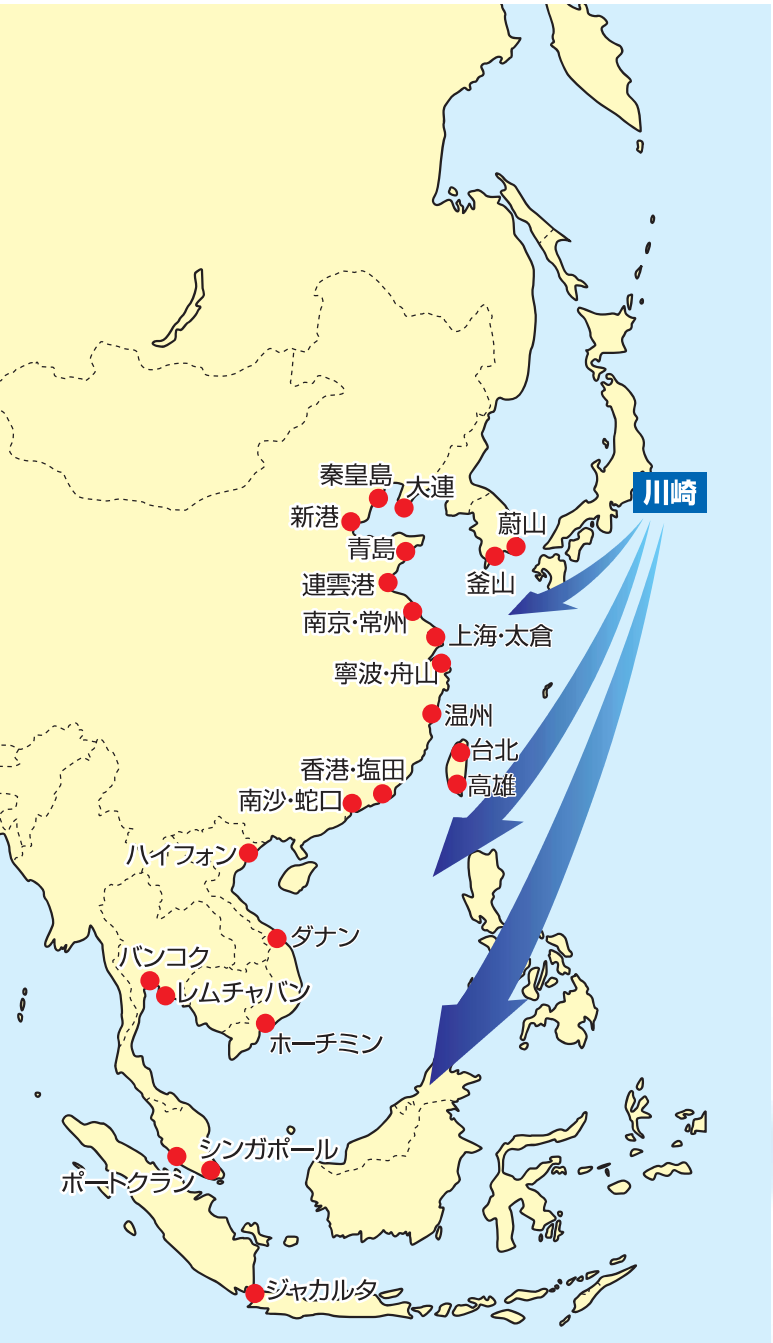 川崎
秦皇島
大連
新港
蔚山
青島
釜山
連雲港
南京・常州
上海・太倉
寧波・舟山
温州
台北
香港・塩田
高雄
南沙・蛇口
ハイフォン
ダナン
バンコク
レムチャバン
ホーチミン
シンガポール
ポートクラン
ジャカルタ